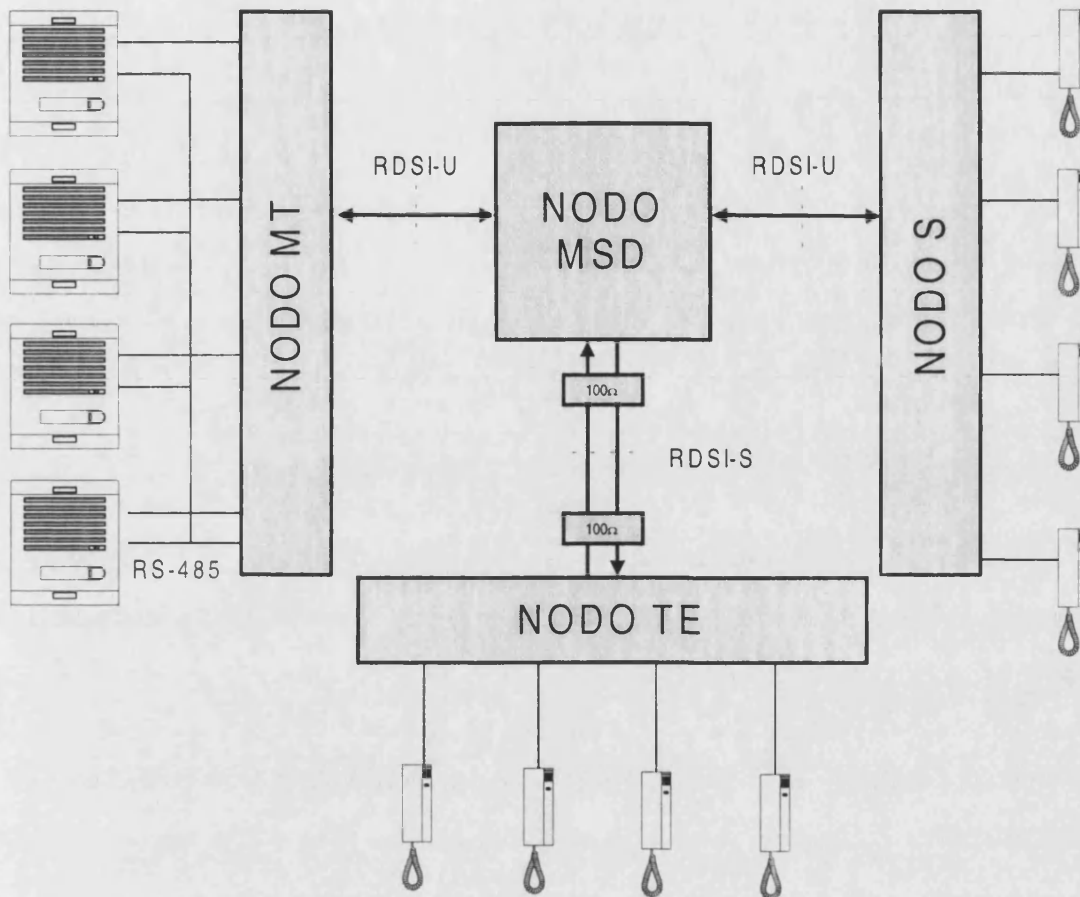 RDSI-U
RDSI-U
NODO
MSD
NODO MT
NODO S
100Ω
RDSI-S
100Ω
RS-485
NODO TE